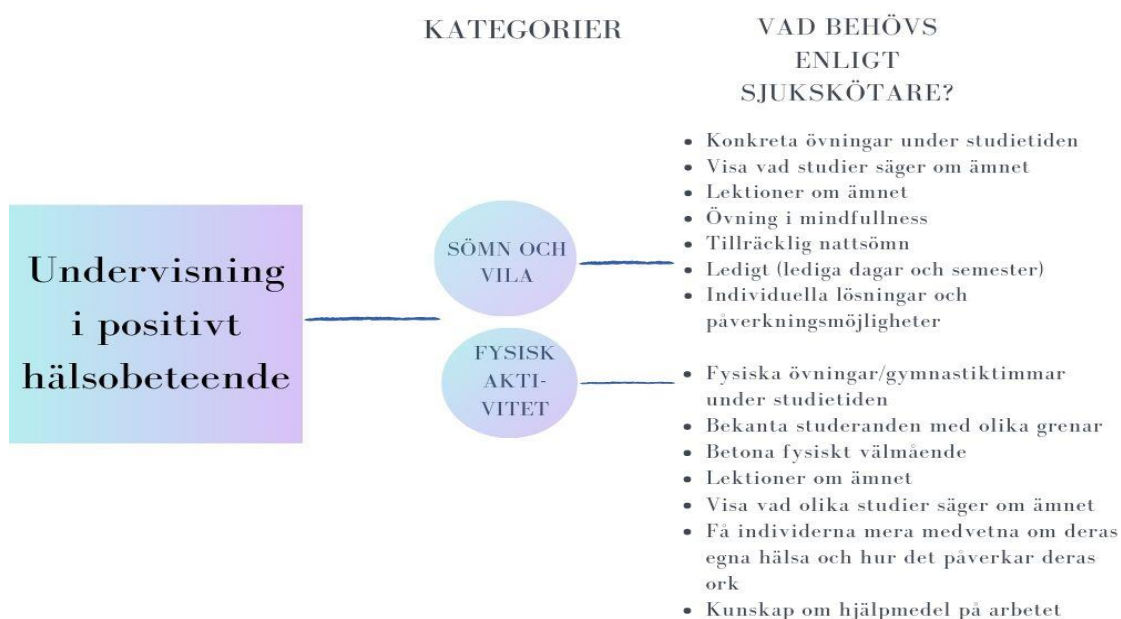 KATEGORIER
VAD BEHÖVS
ENLIGT
SJUKSKÖTARE?
Undervisning
i positivt
hälsobeteende
SÖMN OCH
VILA
• Konkreta övningar under studietiden
• Visa vad studier säger om ämnet
• Lektioner om ämnet
• Övning i mindfullness
• Tillräcklig nattsömn
• Ledigt (lediga dagar och semester)
• Individuella lösningar och
påverkningsmöjligheter
FYSISK
AKTI-
VITET
• Fysiska övningar/gymnastiktimmar
under studietiden
• Bekanta studeranden med olika grenar
• Betona fysiskt välmående
• Lektioner om ämnet
• Visa vad olika studier säger om ämnet
• Få individerna mera medvetna om deras
egna hälsa och hur det påverkar deras
ork
• Kunskap om hjälpmedel på arbetet